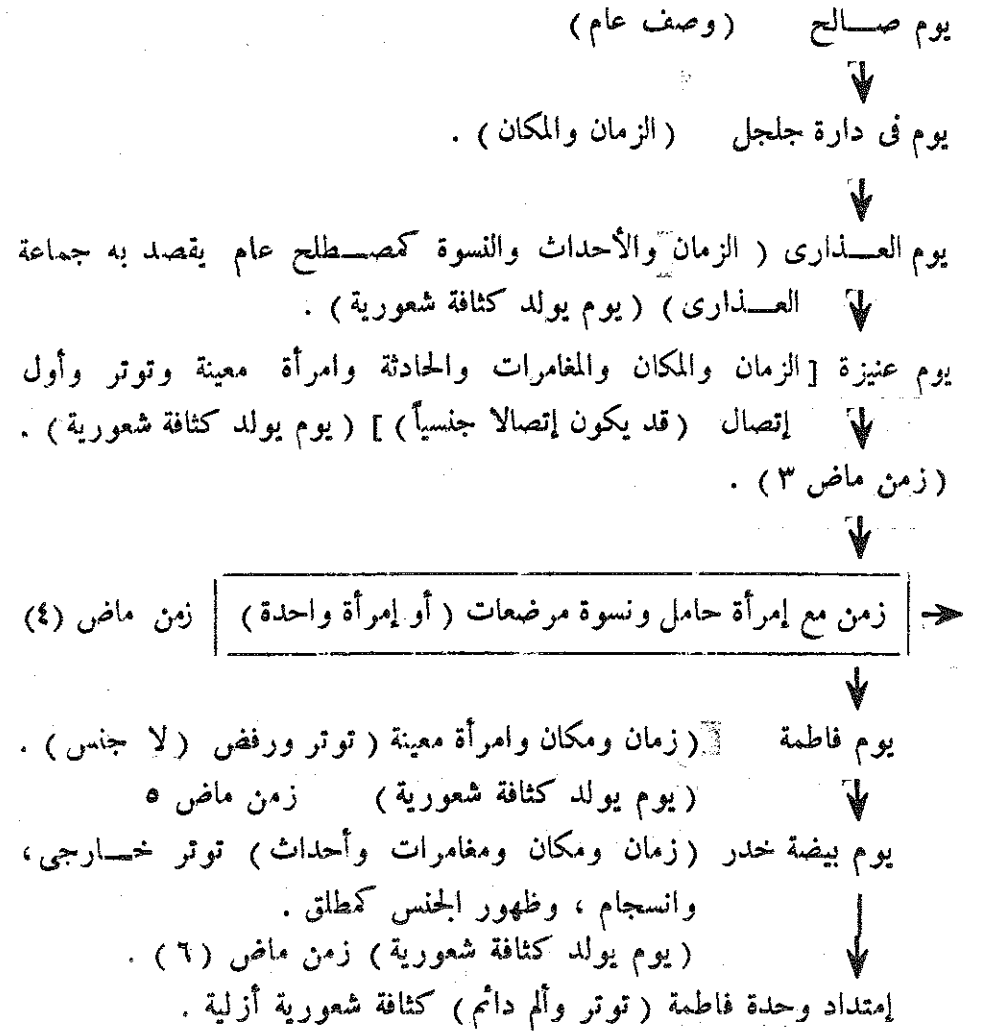 يوم صــالح (وصف عام)
يوم فى دارة جلجل (الزمان والمكان) .
يوم العــذارى ( الزمان والأحداث والنسوة كمصـطلح عام يقصد به جماعة
العــذارى ) ( يوم يولد كثافة شعورية ) .
يوم عنيزة [ الزمان والمكان والمغامرات والحادثة وامرأة معينة وتوتر وأول
إتصال (قد يكون إتصالا جنسياً) ] ( يوم يولد كثافة شعورية ) .
(زمن ماض ٣) .
زمن مع إمرأة حامل ونسوة مرضعات ( أو إمرأة واحدة ) زمن ماض (٤)
يوم فاطمة [ ( زمان ومكان وامرأة معينة ( توتر ورفض ( لا جنس ) .
( يوم يولد كثافة شعورية ) زمن ماض ٥
يوم بيضة خدر ( زمان ومكان ومغامرات وأحداث ) توتر خــارجى،
وانسجام ، وظهور الجنس كمطلق .
( يوم يولد كثافة شعورية ) زمن ماض (٦) .
إمتداد وحدة فاطمة ( توتر وألم دائم ) كثافة شعورية أزلية .